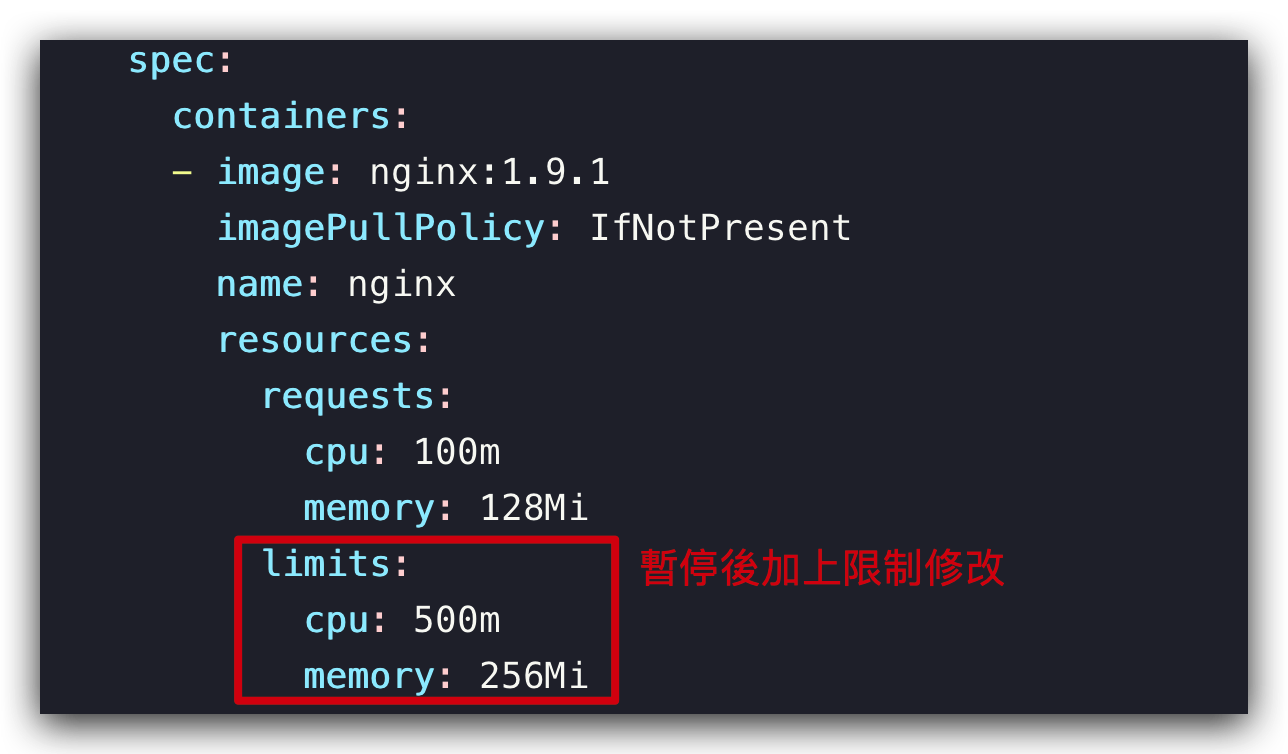 spec:
containers:
- image: nginx:1.9.1
imagePullPolicy: IfNotPresent
name: nginx
resources:
requests:
cpu: 100m
memory: 128Mi
limits:
暫停後加上限制修改
cpu: 500m
memory: 256Mi